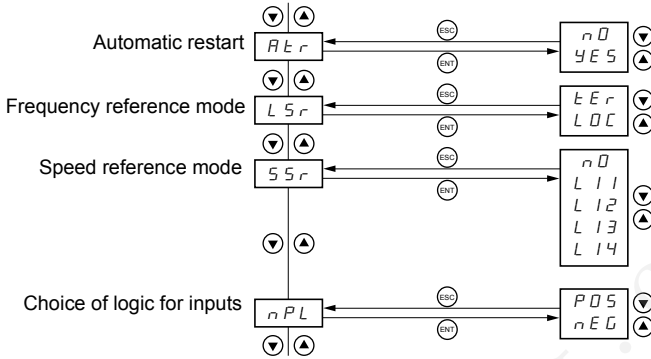 ESC
Automatic restart Atr nO
ENT YES
ESC
Frequency reference mode LSr tEr
ENT LOC
ESC
Speed reference mode SSr nO
ENT LI1
LI2
LI3
LI4
ESC
Choice of logic for inputs nPL POS
ENT nEG